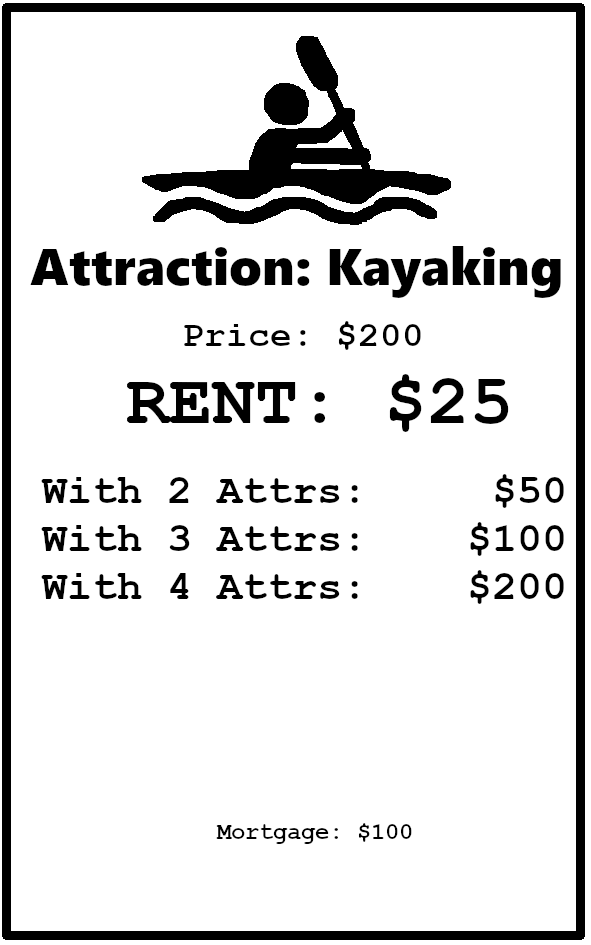 Attraction: Kayaking
Price: $200
RENT: $25
With 2 Attrs: $50
With 3 Attrs: $100
With 4 Attrs: $200
Mortgage: $100